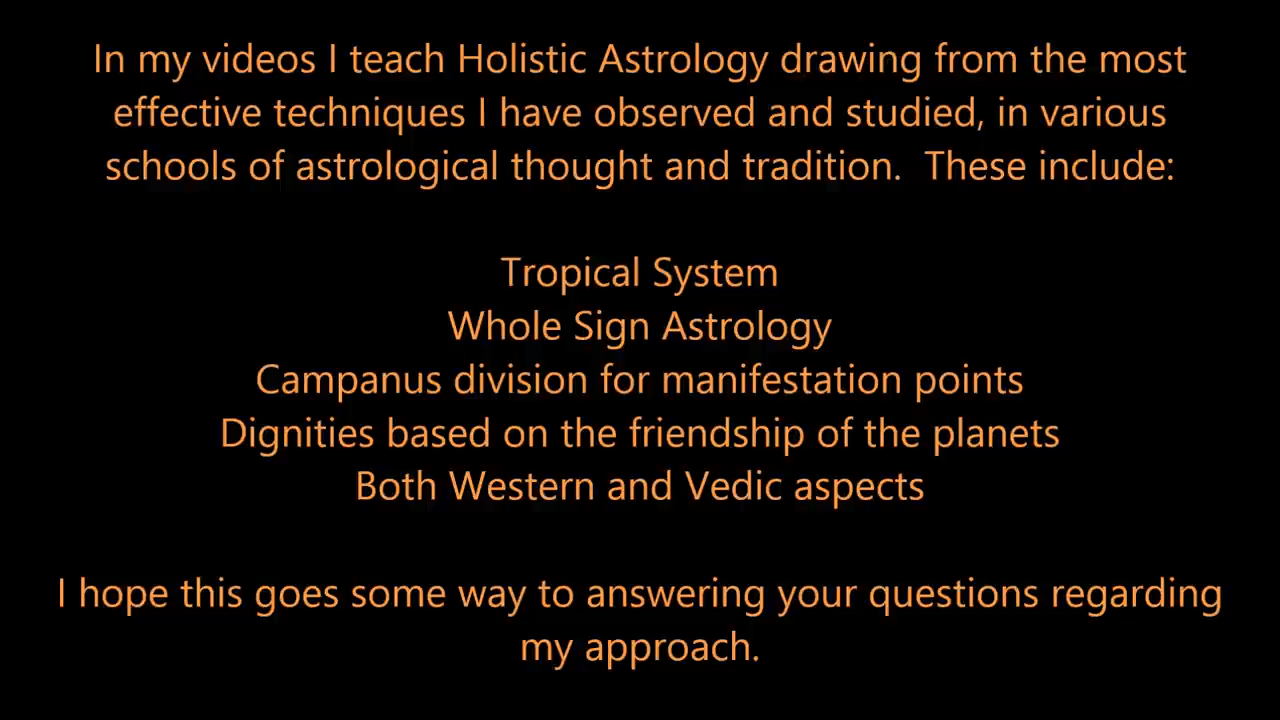 In my videos I teach Holistic Astrology drawing from the most
effective techniques I have observed and studied, in various
schools of astrological thought and tradition.  These include:
Tropical System
Whole Sign Astrology
Campanus division for manifestation points
Dignities based on the friendship of the planets
Both Western and Vedic aspects
I hope this goes some way to answering your questions regarding
my approach.